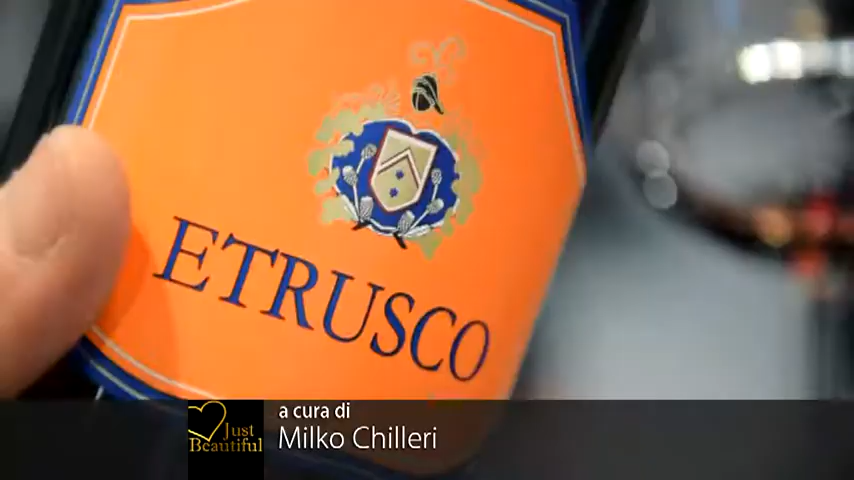 ETRUSCO
a cura di
Milko Chilleri
Just
Beautiful